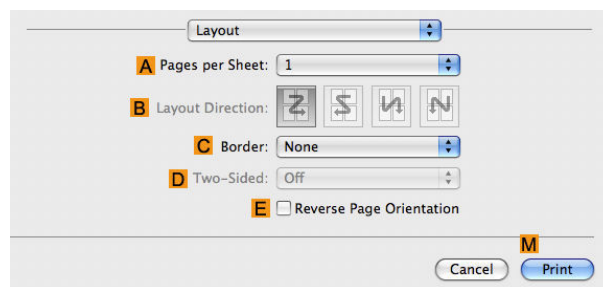 Layout
A Pages per Sheet: 1
B Layout Direction:
C Border: None
D Two-Sided: Off
E Reverse Page Orientation
M
Cancel Print